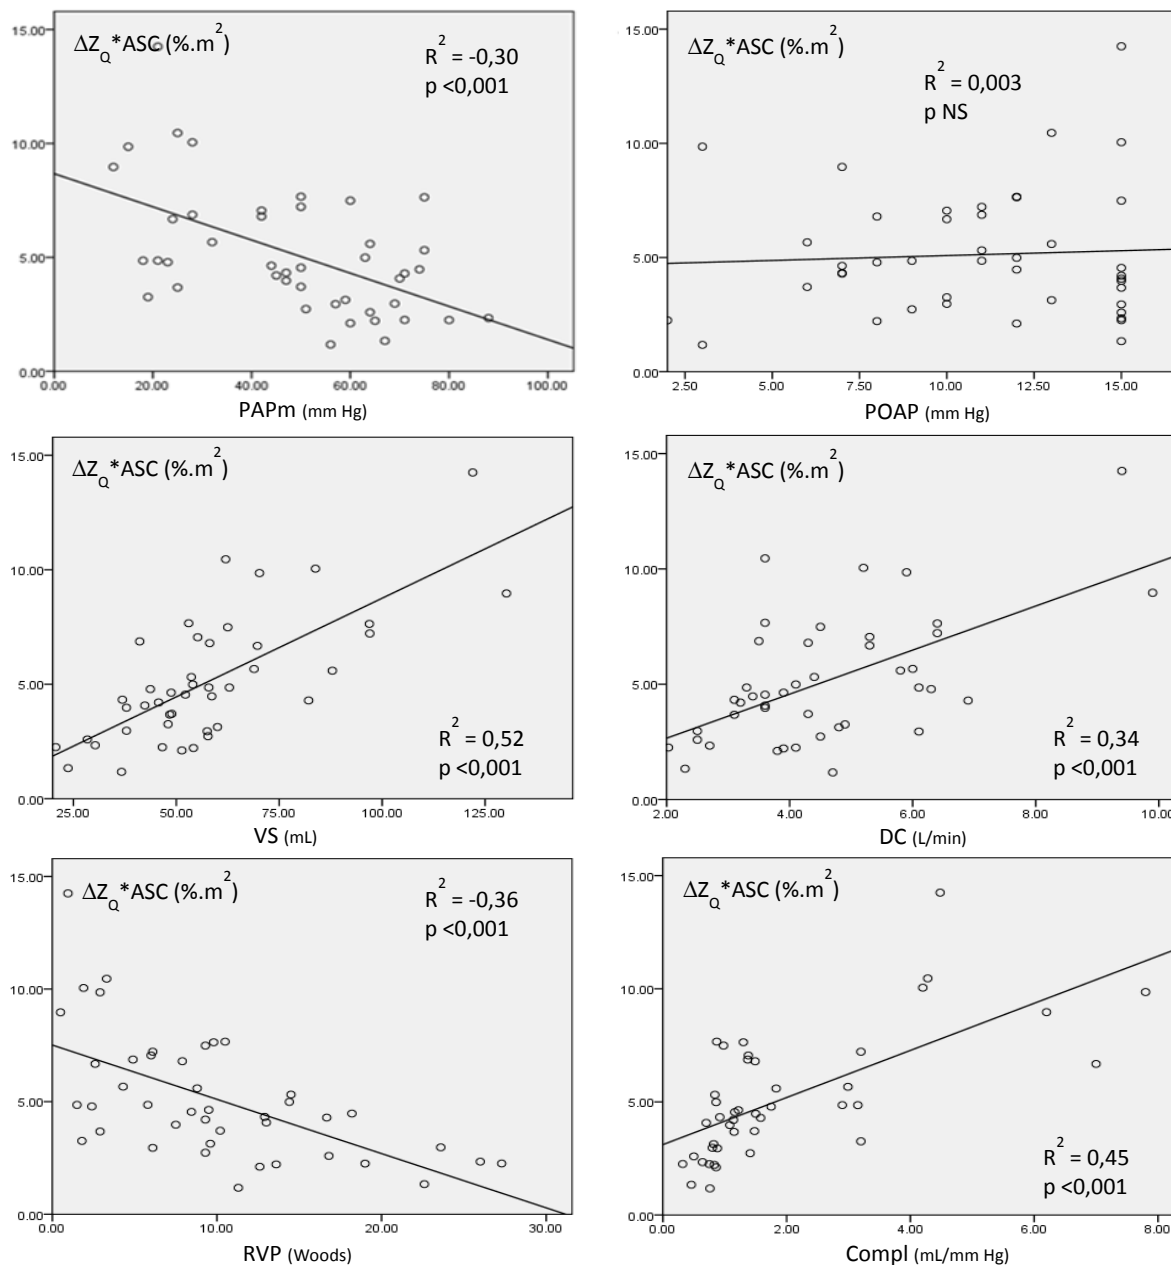 ΔZQ*ASC (%.m²)
R² = -0,30
p <0,001
15.00
10.00
5.00
0.00
0.00 20.00 40.00 60.00 80.00 100.00
PAPm (mm Hg)
ΔZQ*ASC (%.m²)
R² = 0,003
p NS
15.00
10.00
5.00
0.00
2.50 5.00 7.50 10.00 12.50 15.00
POAP (mm Hg)
ΔZQ*ASC (%.m²)
15.00
10.00
5.00
0.00
R² = 0,52
p <0,001
25.00 50.00 75.00 100.00 125.00
VS (mL)
ΔZQ*ASC (%.m²)
15.00
10.00
5.00
0.00
R² = 0,34
p <0,001
2.00 4.00 6.00 8.00 10.00
DC (L/min)
ΔZQ*ASC (%.m²)
R² = -0,36
p <0,001
15.00
10.00
5.00
0.00
0.00 10.00 20.00 30.00
RVP (Woods)
ΔZQ*ASC (%.m²)
15.00
10.00
5.00
0.00
R² = 0,45
p <0,001
0.00 2.00 4.00 6.00 8.00
Compl (mL/mm Hg)